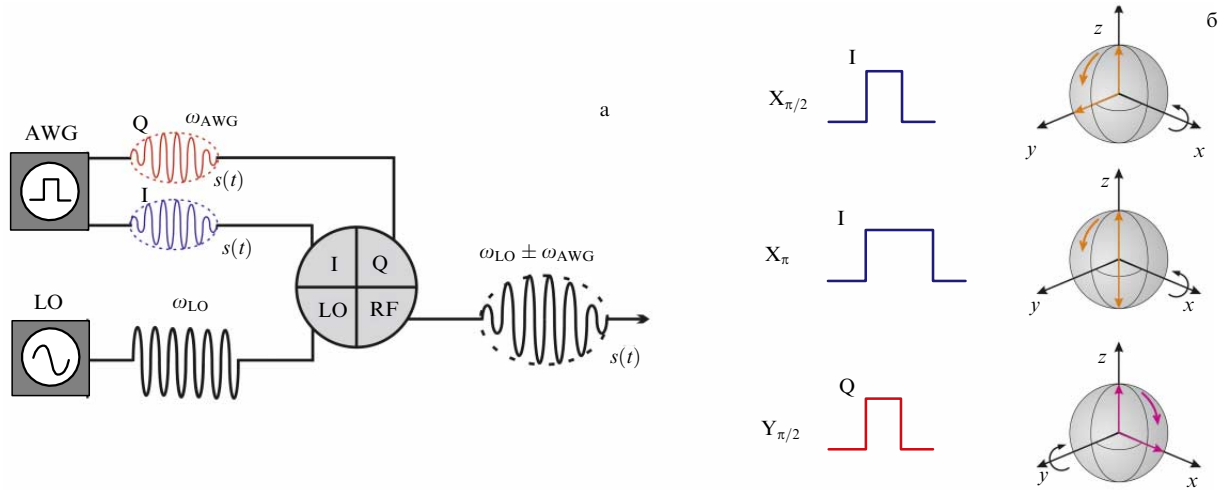 а
AWG
Q
ω_AWG
s(t)
I
s(t)
I
Q
LO
RF
ω_LO ± ω_AWG
s(t)
LO
ω_LO
б
X_π/2
I
z
y
x
X_π
I
z
y
x
Y_π/2
Q
z
y
x